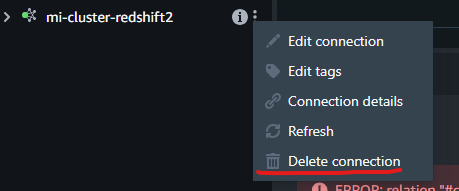 mi-cluster-redshift2
Edit connection
Edit tags
Connection details
Refresh
Delete connection
ERROR: relation "#c